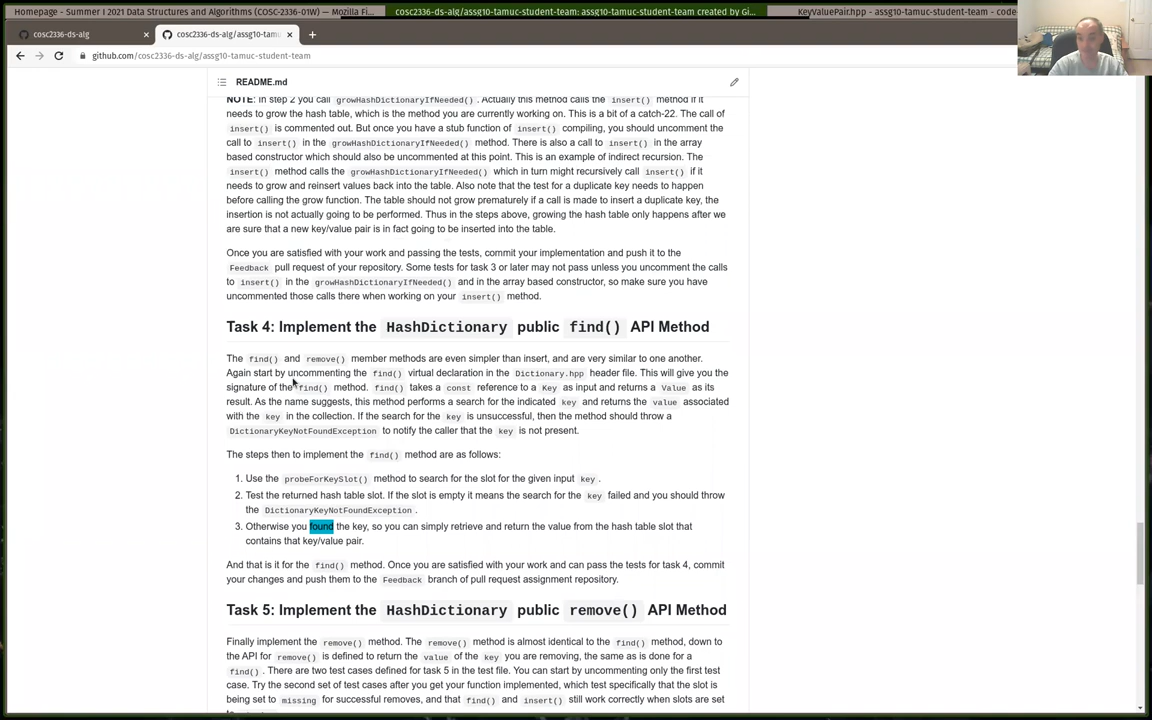 Homepage - Summer I 2021 Data Structures and Algorithms (COSC-2336-01W) — Mozilla Fi...
cosc2336-ds-alg/assg10-tamuc-student-team: assg10-tamuc-student-team created by Gi...
KeyValuePair.hpp - assg10-tamuc-student-team - code-
cosc2336-ds-alg
cosc2336-ds-alg/assg10-tamu
github.com/cosc2336-ds-alg/assg10-tamuc-student-team
README.md
NOTE: In step 2 you call growHashDictionaryIfNeeded(). Actually this method calls the insert() method if it
needs to grow the hash table, which is the method you are currently working on. This is a bit of a catch-22. The call of
insert() is commented out. But once you have a stub function of insert() compiling, you should uncomment the
call to insert() in the growHashDictionaryIfNeeded() method. There is also a call to insert() in the array
based constructor which should also be uncommented at this point. This is an example of indirect recursion. The
insert() method calls the growHashDictionaryIfNeeded() which in turn might recursively call insert() if it
needs to grow and reinsert values back into the table. Also note that the test for a duplicate key needs to happen
before calling the grow function. The table should not grow prematurely if a call is made to insert a duplicate key, the
insertion is not actually going to be performed. Thus in the steps above, growing the hash table only happens after we
are sure that a new key/value pair is in fact going to be inserted into the table.
Once you are satisfied with your work and passing the tests, commit your implementation and push it to the
Feedback pull request of your repository. Some tests for task 3 or later may not pass unless you uncomment the calls
to insert() in the growHashDictionaryIfNeeded() and in the array based constructor, so make sure you have
uncommented those calls there when working on your insert() method.
Task 4: Implement the HashDictionary public find() API Method
The find() and remove() member methods are even simpler than insert, and are very similar to one another.
Again start by uncommenting the find() virtual declaration in the Dictionary.hpp header file. This will give you the
signature of the find() method. find() takes a const reference to a Key as input and returns a Value as its
result. As the name suggests, this method performs a search for the indicated key and returns the value associated
with the key in the collection. If the search for the key is unsuccessful, then the method should throw a
DictionaryKeyNotFoundException to notify the caller that the key is not present.
The steps then to implement the find() method are as follows:
1. Use the probeForKeySlot() method to search for the slot for the given input key.
2. Test the returned hash table slot. If the slot is empty it means the search for the key failed and you should throw
the DictionaryKeyNotFoundException.
3. Otherwise you found the key, so you can simply retrieve and return the value from the hash table slot that
contains that key/value pair.
And that is it for the find() method. Once you are satisfied with your work and can pass the tests for task 4, commit
your changes and push them to the Feedback branch of pull request assignment repository.
Task 5: Implement the HashDictionary public remove() API Method
Finally implement the remove() method. The remove() method is almost identical to the find() method, down to
the API for remove() is defined to return the value of the key you are removing, the same as is done for a
find(). There are two test cases defined for task 5 in the test file. You can start by uncommenting only the first test
case. Try the second set of test cases after you get your function implemented, which test specifically that the slot is
being set to missing for successful removes, and that find() and insert() still work correctly when slots are set